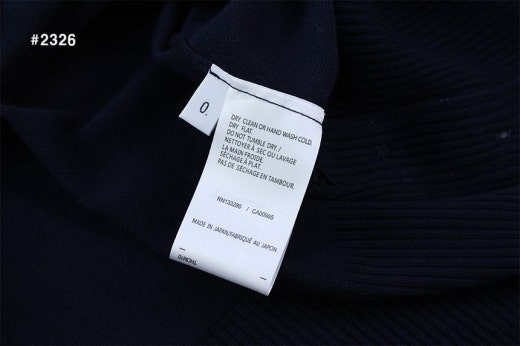 #2326
0.
DRY CLEAN OR HAND WASH COLD.
DRY FLAT.
DO NOT TUMBLE DRY. /
NETTOYER À SEC OU LAVAGE
LA MAIN FROIDE.
SÉCHAGE À PLAT.
PAS DE SÉCHAGE EN TAMBOUR.
RN133280 / CA00995
MADE IN JAPAN/FABRIQUÉ AU JAPON